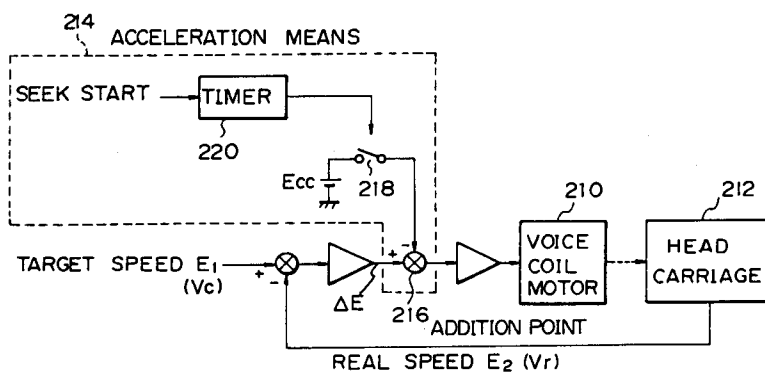 214
ACCELERATION MEANS
SEEK START
TIMER
220
Ecc
218
210
212
VOICE COIL MOTOR
HEAD CARRIAGE
TARGET SPEED E₁
(Vc)
+
-
ΔE
+
-
216
ADDITION POINT
REAL SPEED E₂ (Vr)